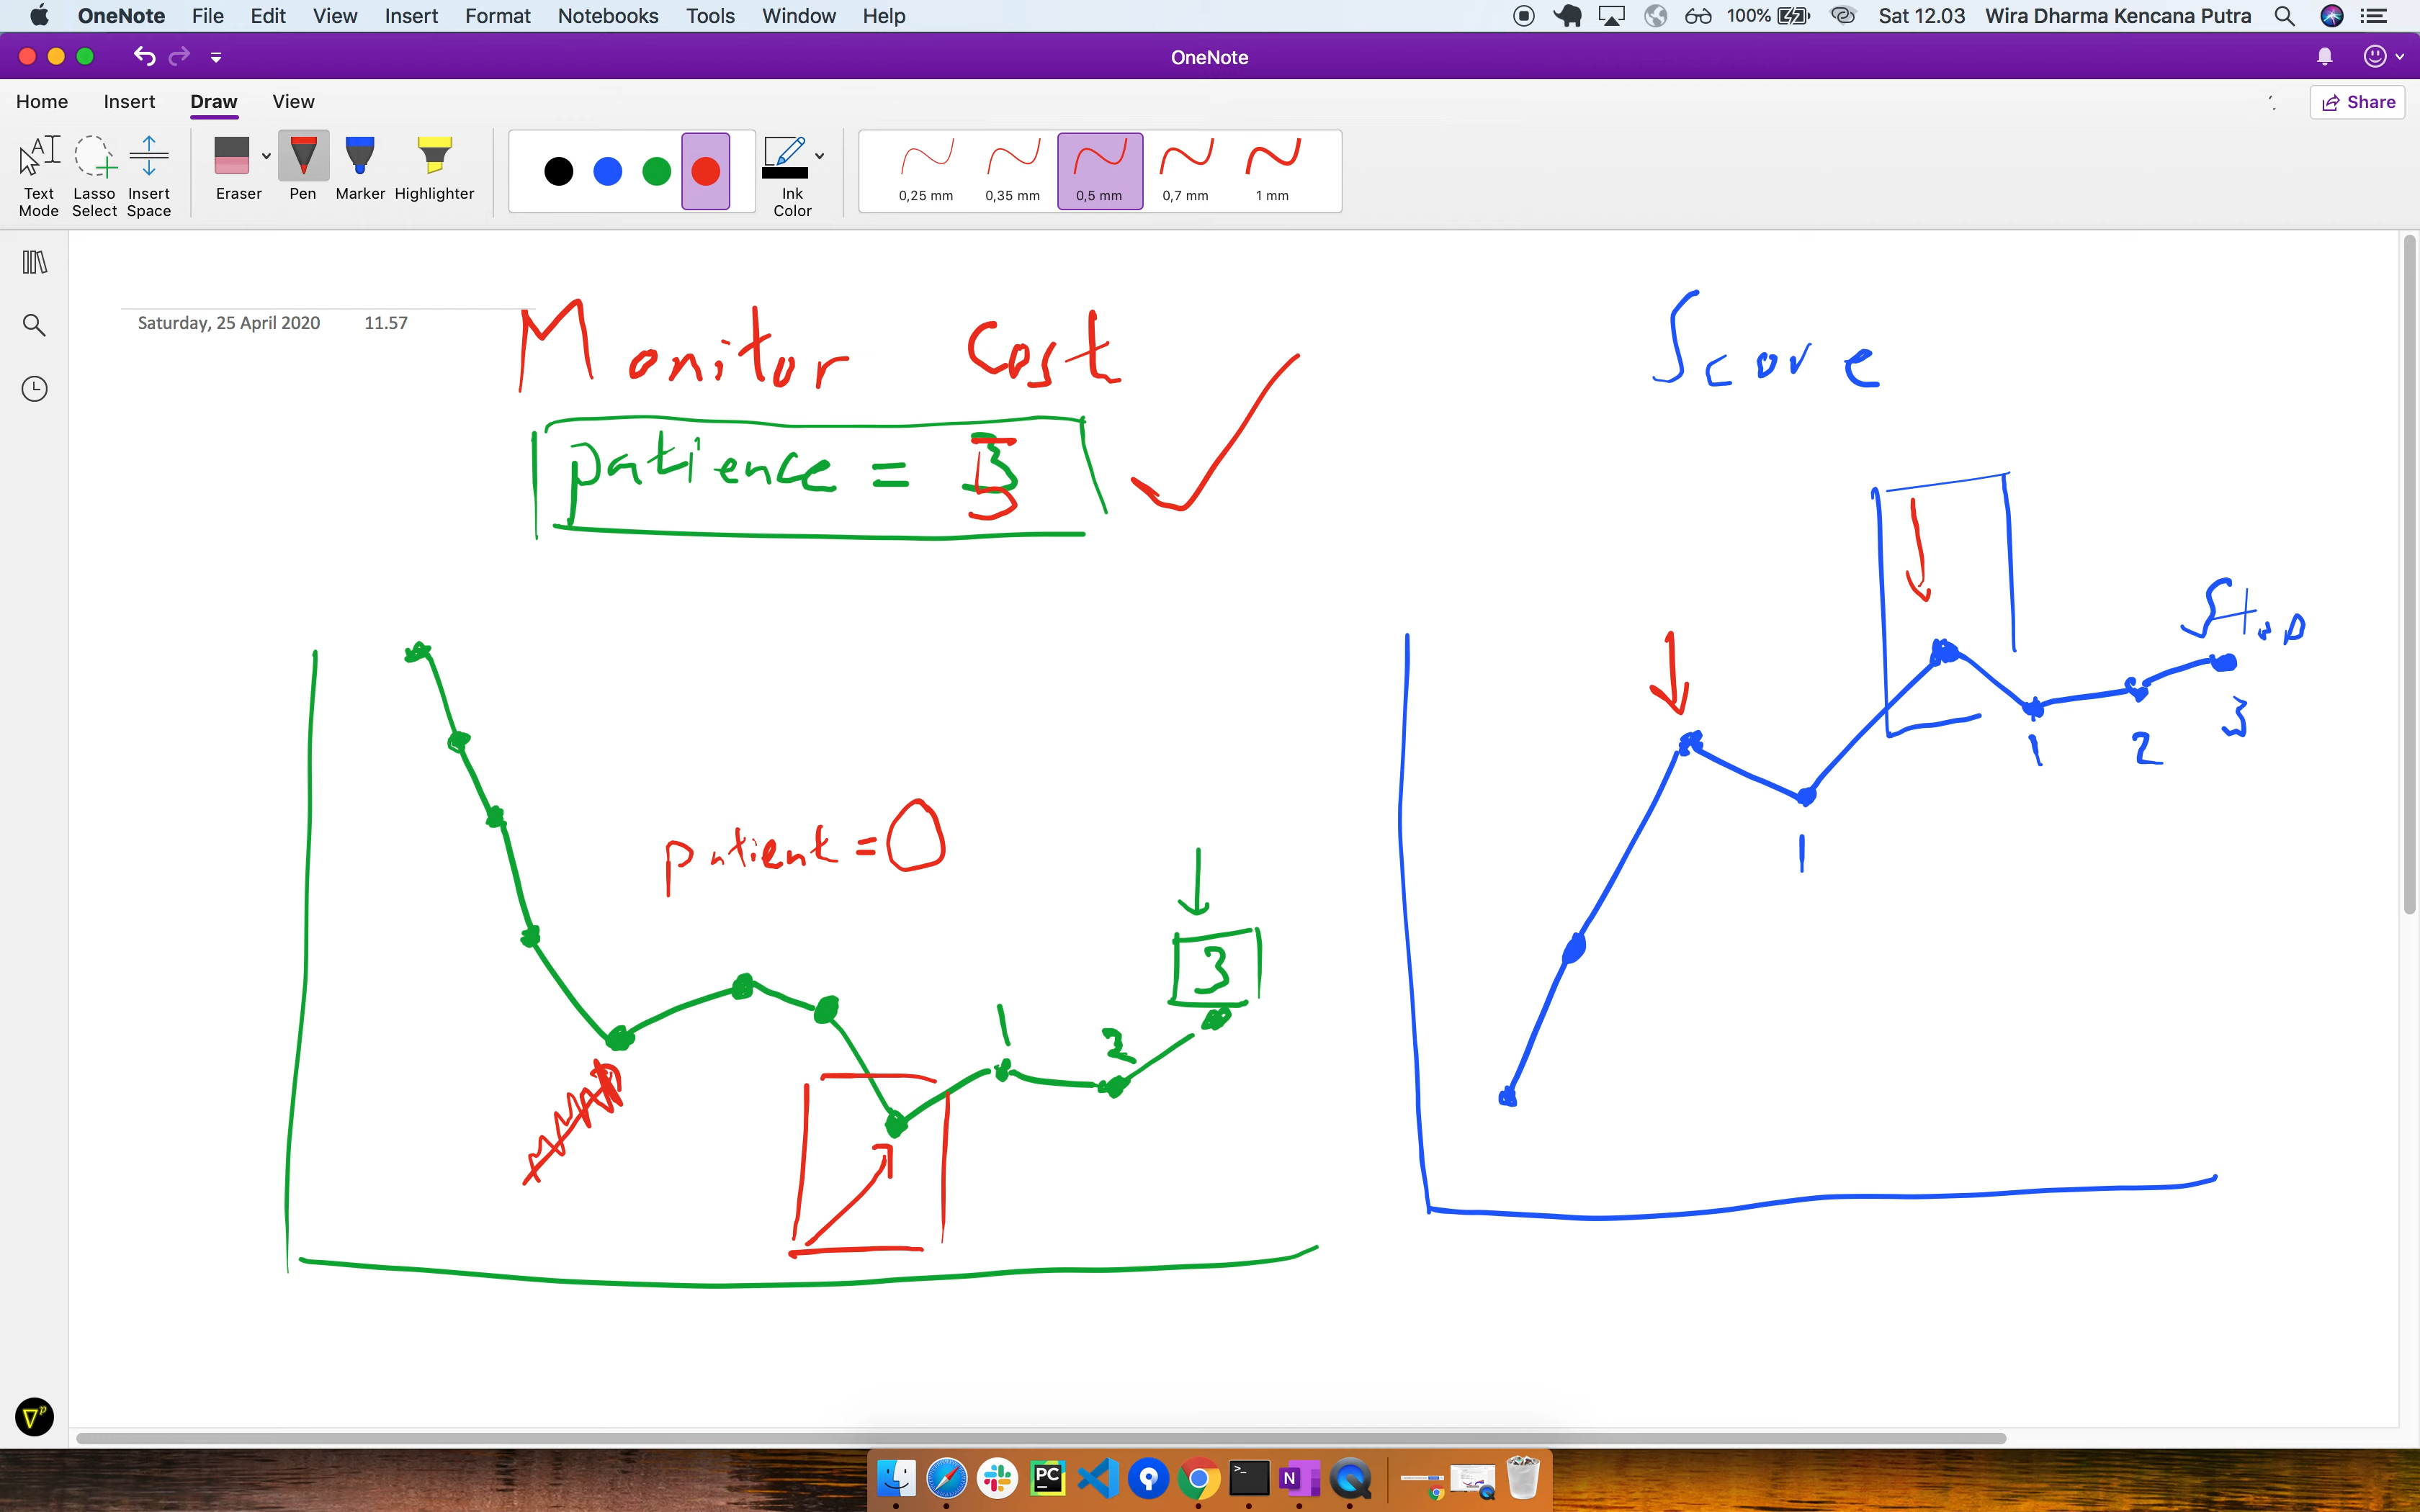 OneNote File Edit View Insert Format Notebooks Tools Window Help 100% Sat 12.03 Wira Dharma Kencana Putra
OneNote
Home Insert Draw View Share
Text Mode
Lasso Select
Insert Space
Eraser
Pen
Marker
Highlighter
Ink Color
0,25 mm
0,35 mm
0,5 mm
0,7 mm
1 mm
Saturday, 25 April 2020 11.57
Monitor Cost
Score
patience =
Stop
1
2
3
1
patient = 0
3
1
2
PC
N